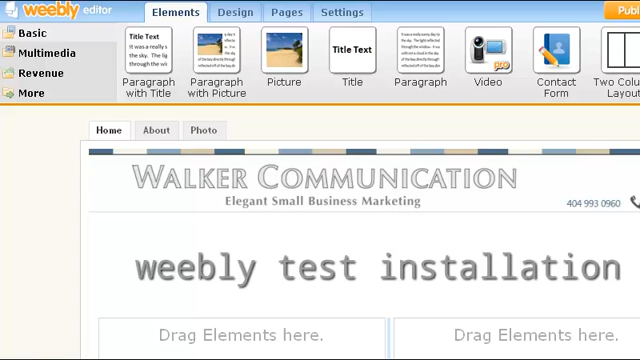 weebly editor
Elements Design Pages Settings
Publi
Basic
Multimedia
Revenue
More
Title Text
Title Text
pro
Paragraph with Title
Paragraph with Picture
Picture
Title
Paragraph
Video
Contact Form
Two Colu
Layou
Home About Photo
WALKER COMMUNICATION
Elegant Small Business Marketing
404 993 0960
weebly test installation
Drag Elements here. Drag Elements here.